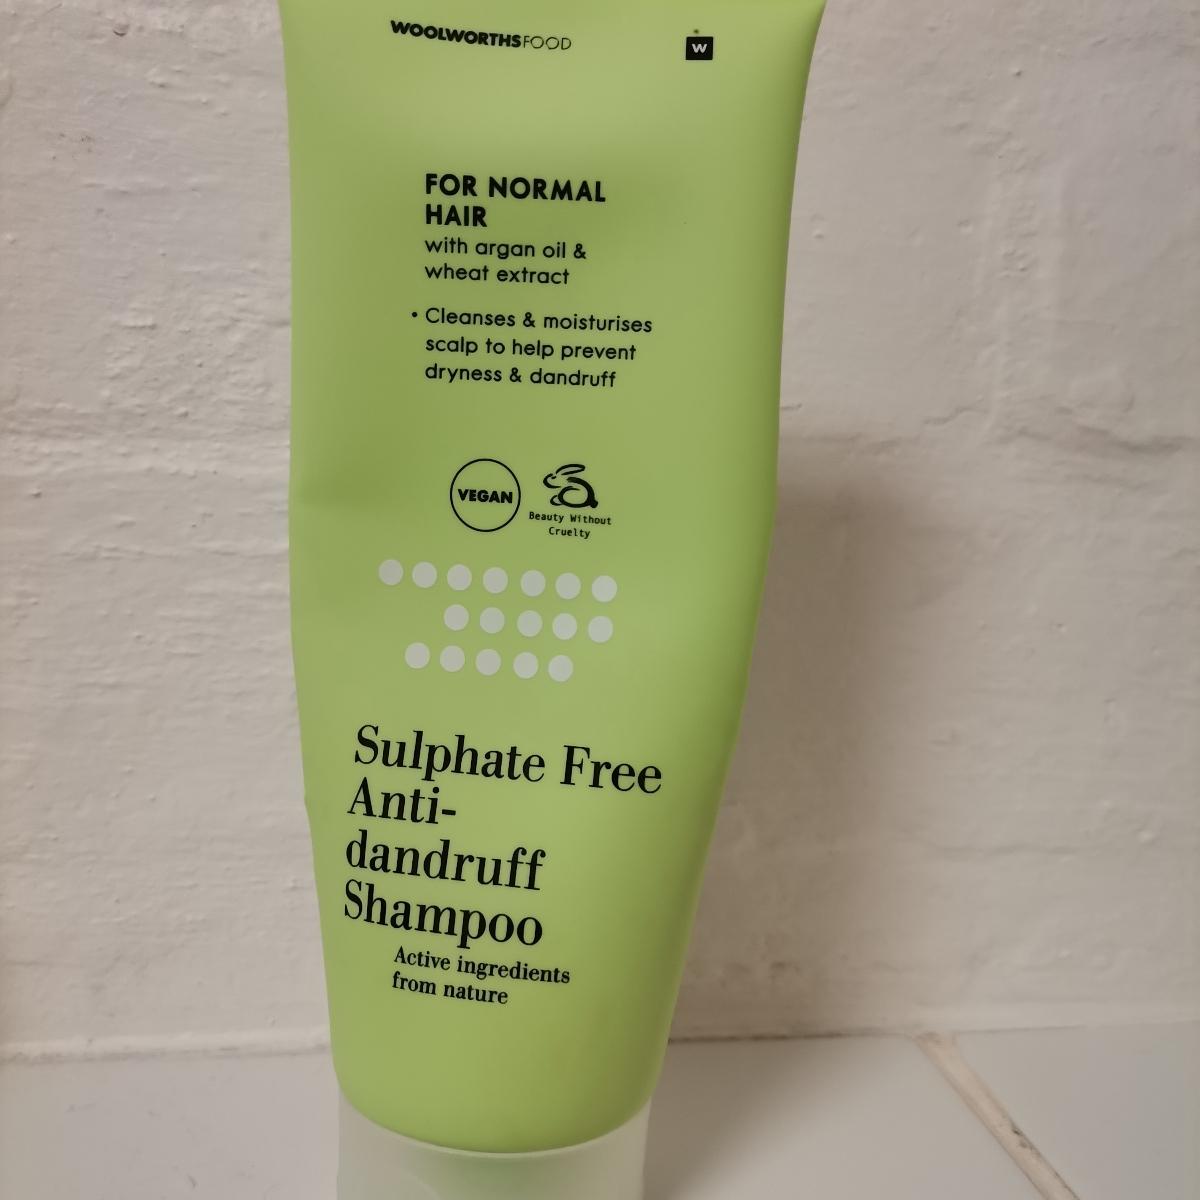 WOOLWORTHSFOOD
W
FOR NORMAL
HAIR
with argan oil &
wheat extract
• Cleanses & moisturises
scalp to help prevent
dryness & dandruff
VEGAN
Beauty Without
Cruelty
Sulphate Free
Anti-
dandruff
Shampoo
Active ingredients
from nature